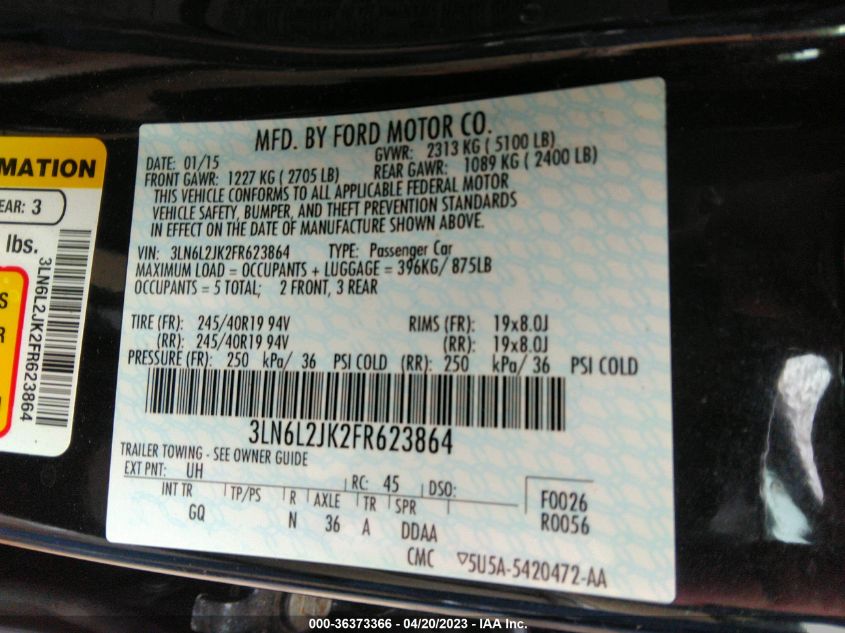 MATION
EAR: 3
lbs.
S
R
3LN6L2JK2FR623864
MFD. BY FORD MOTOR CO.
DATE: 01/15 GVWR: 2313 KG ( 5100 LB)
FRONT GAWR: 1227 KG ( 2705 LB) REAR GAWR: 1089 KG ( 2400 LB)
THIS VEHICLE CONFORMS TO ALL APPLICABLE FEDERAL MOTOR
VEHICLE SAFETY, BUMPER, AND THEFT PREVENTION STANDARDS
IN EFFECT ON THE DATE OF MANUFACTURE SHOWN ABOVE.
VIN: 3LN6L2JK2FR623864 TYPE: Passenger Car
MAXIMUM LOAD = OCCUPANTS + LUGGAGE = 396KG/ 875LB
OCCUPANTS = 5 TOTAL; 2 FRONT, 3 REAR
TIRE (FR): 245/40R19 94V RIMS (FR): 19x8.0J
(RR): 245/40R19 94V (RR): 19x8.0J
PRESSURE (FR): 250 kPa/ 36 PSI COLD (RR): 250 kPa/ 36 PSI COLD
3LN6L2JK2FR623864
TRAILER TOWING - SEE OWNER GUIDE
EXT PNT: UH RC: 45 DSO:
INT TR TP/PS R AXLE TR SPR F0026
GQ N 36 A DDAA R0056
CMC ▽5U5A-5420472-AA
000-36373366 - 04/20/2023 - IAA Inc.